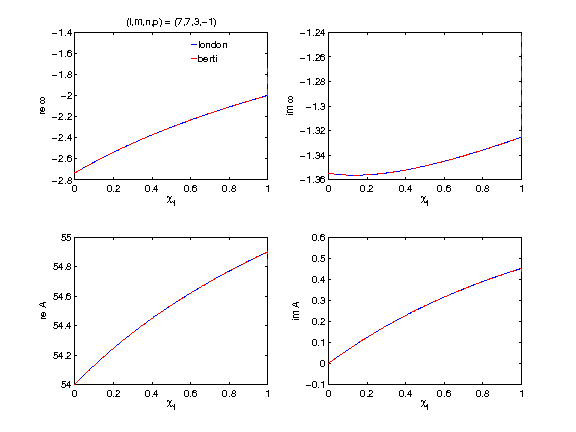 (l,m,n,p) = (7,7,3,−1)
−1.4
−1.6
−1.8
−2
−2.2
−2.4
−2.6
−2.8
re ω
0 0.2 0.4 0.6 0.8 1
χf
london
berti
−1.24
−1.26
−1.28
−1.3
−1.32
−1.34
−1.36
im ω
0 0.2 0.4 0.6 0.8 1
χf
55
54.8
54.6
54.4
54.2
54
re A
0 0.2 0.4 0.6 0.8 1
χf
0.6
0.5
0.4
0.3
0.2
0.1
0
−0.1
im A
0 0.2 0.4 0.6 0.8 1
χf